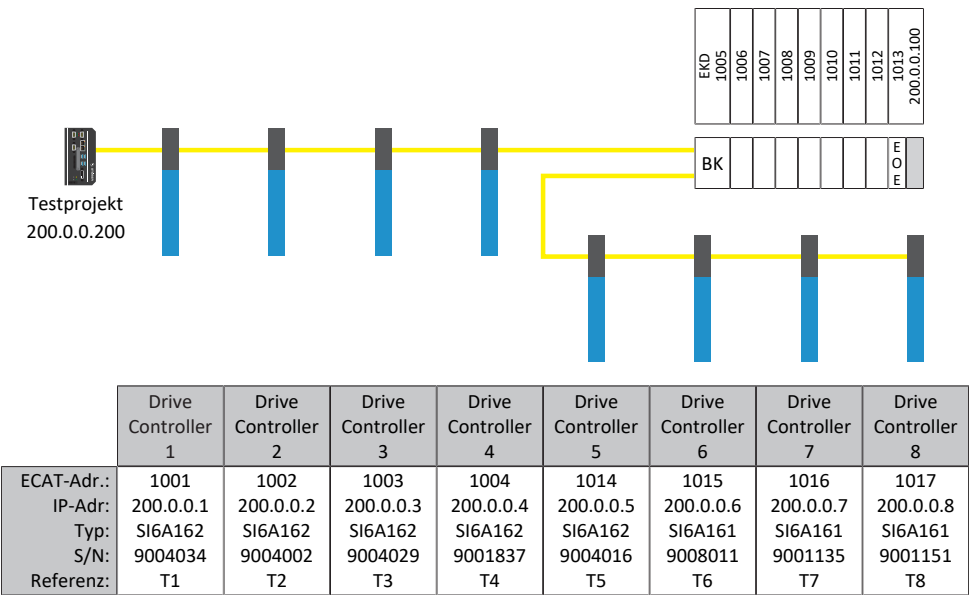 EKD
1005
1006
1007
1008
1009
1010
1011
1012
1013
200.0.0.100
BK
E
O
E
Testprojekt
200.0.0.200
Drive Controller 1 Drive Controller 2 Drive Controller 3 Drive Controller 4 Drive Controller 5 Drive Controller 6 Drive Controller 7 Drive Controller 8
ECAT-Adr.: 1001 1002 1003 1004 1014 1015 1016 1017
IP-Adr: 200.0.0.1 200.0.0.2 200.0.0.3 200.0.0.4 200.0.0.5 200.0.0.6 200.0.0.7 200.0.0.8
Typ: SI6A162 SI6A162 SI6A162 SI6A162 SI6A162 SI6A161 SI6A161 SI6A161
S/N: 9004034 9004002 9004029 9001837 9004016 9008011 9001135 9001151
Referenz: T1 T2 T3 T4 T5 T6 T7 T8